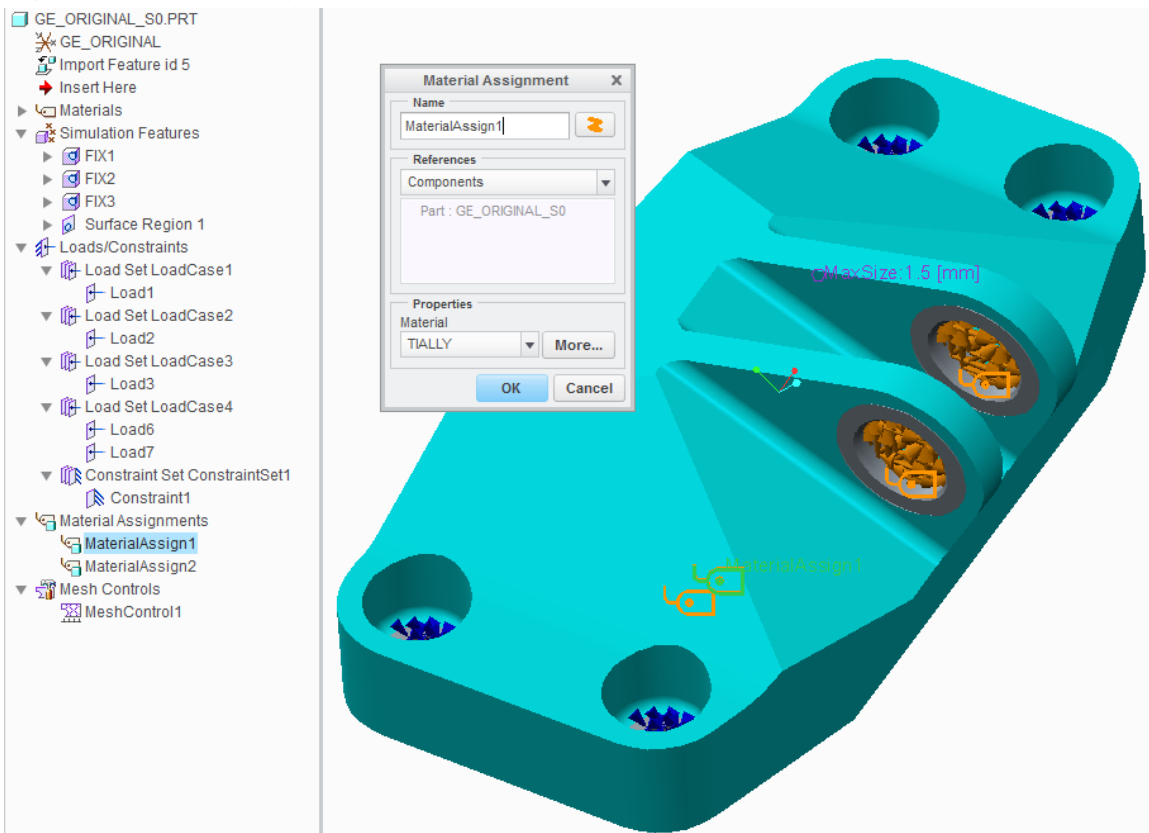 GE_ORIGINAL_S0.PRT
GE_ORIGINAL
Import Feature id 5
Insert Here
Materials
Simulation Features
FIX1
FIX2
FIX3
Surface Region 1
Loads/Constraints
Load Set LoadCase1
Load1
Load Set LoadCase2
Load2
Load Set LoadCase3
Load3
Load Set LoadCase4
Load6
Load7
Constraint Set ConstraintSet1
Constraint1
Material Assignments
MaterialAssign1
MaterialAssign2
Mesh Controls
MeshControl1
Material Assignment X
Name
MaterialAssign1
References
Components
Part : GE_ORIGINAL_S0
Properties
Material
TIALLY
More...
OK Cancel
MaxSize:1.5 [mm]
MaterialAssign1